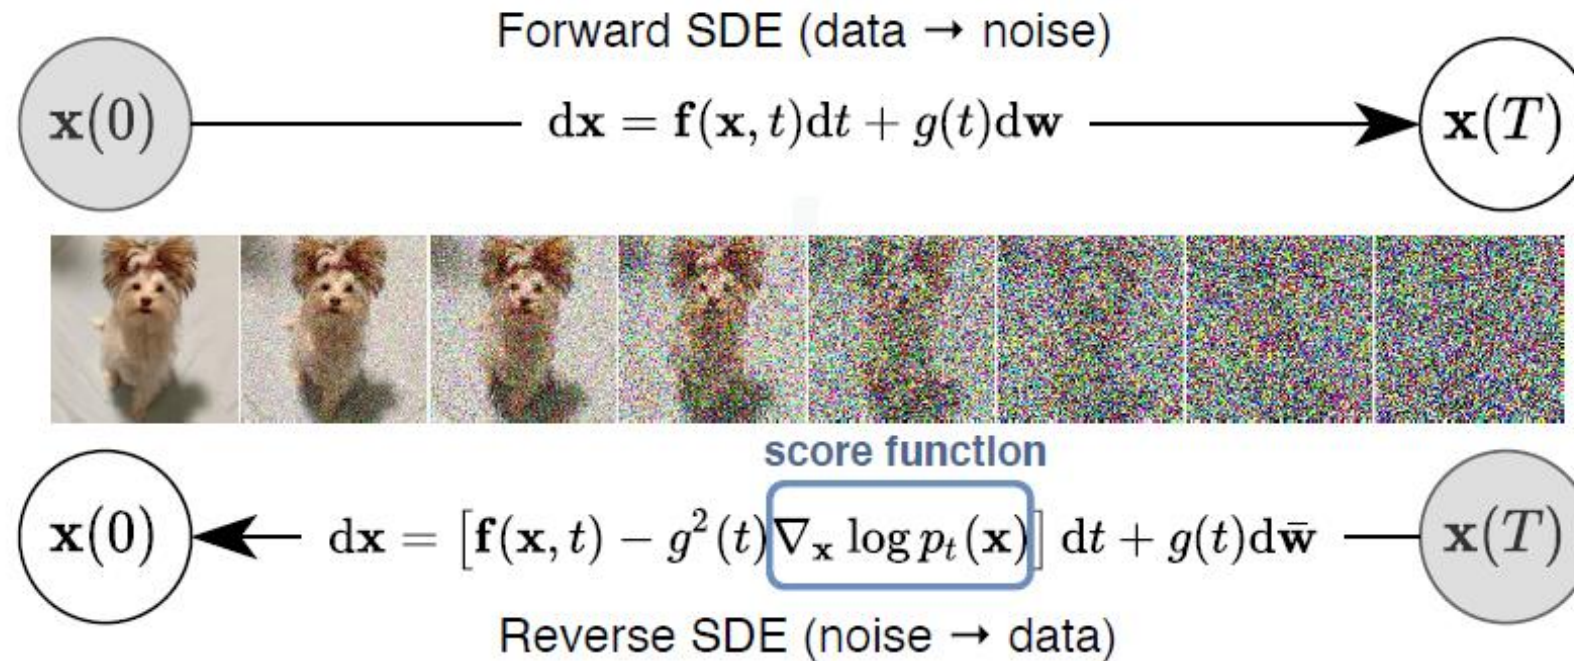 Forward SDE (data → noise)
x(0) dx = f(x, t)dt + g(t)dw x(T)
score function
x(0) dx = [f(x, t) − g²(t)∇ₓ log pₜ(x)] dt + g(t)dw̄ x(T)
Reverse SDE (noise → data)